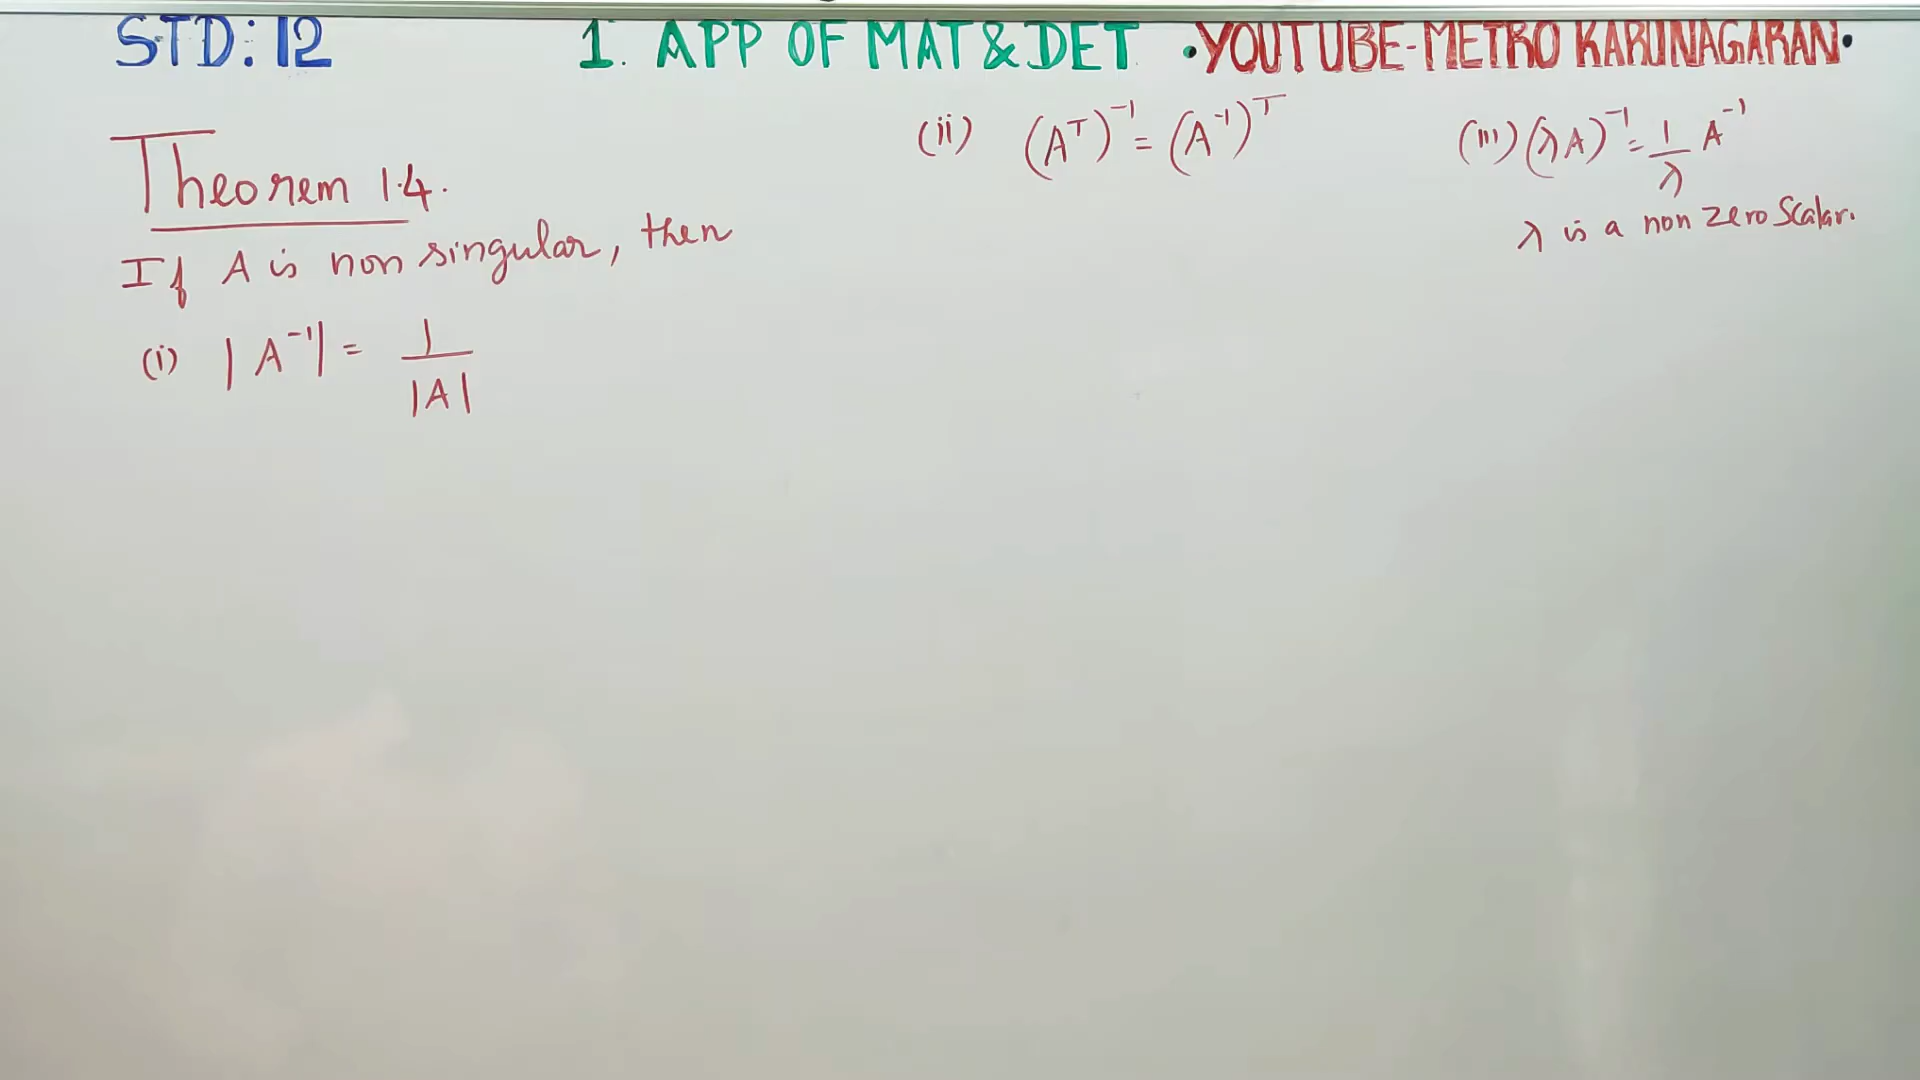 STD: 12 1. APP OF MAT & DET •YOUTUBE-METRO KARUNAGARAN•
Theorem 1.4.
If A is non singular, then
(i) |A⁻¹| = 1/|A|
(ii) (Aᵀ)⁻¹ = (A⁻¹)ᵀ
(iii) (λA)⁻¹ = 1/λ A⁻¹
λ is a non zero Scalar.